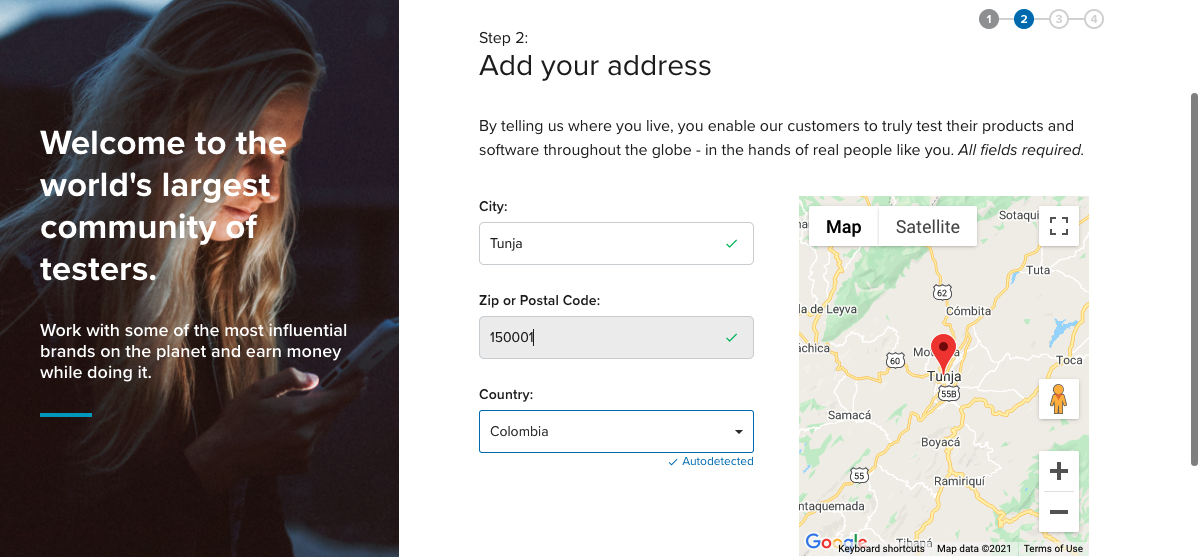 Welcome to the
world's largest
community of
testers.
Work with some of the most influential
brands on the planet and earn money
while doing it.
1 2 3 4
Step 2:
Add your address
By telling us where you live, you enable our customers to truly test their products and
software throughout the globe - in the hands of real people like you. All fields required.
City:
Tunja
Zip or Postal Code:
150001
Country:
Colombia
Autodetected
Map Satellite
Sotaqui
Tuta
62
la de Leyva
Cómbita
áchica
60
Toca
Tunja
55B
Samacá
Boyacá
55
Ramiriquí
ntaquemada
Tibaná
Google
Keyboard shortcuts Map data ©2021 Terms of Use